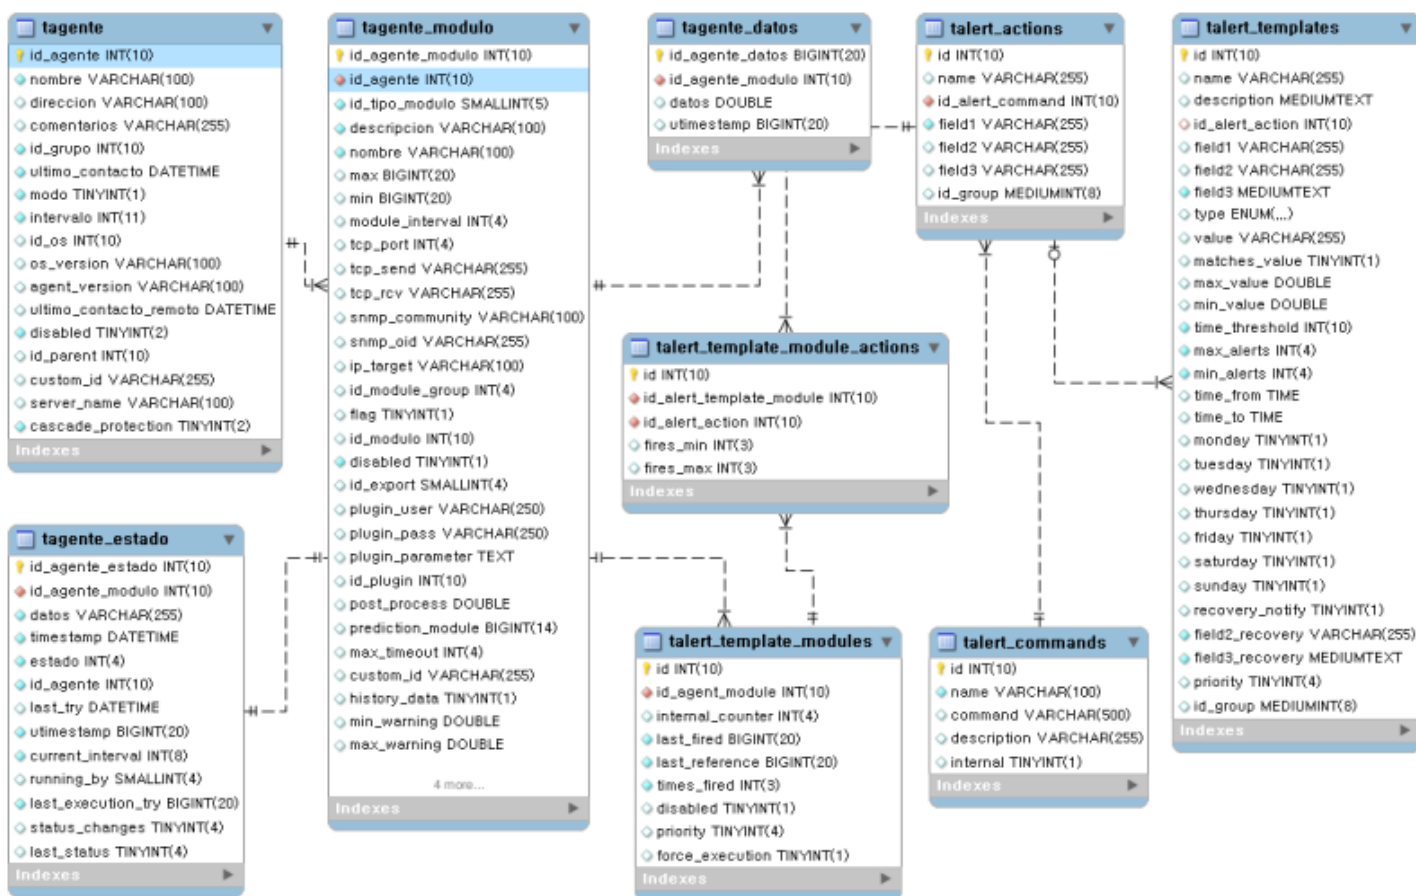 tagente
id_agente INT(10)
nombre VARCHAR(100)
direccion VARCHAR(100)
comentarios VARCHAR(255)
id_grupo INT(10)
ultimo_contacto DATETIME
modo TINYINT(1)
intervalo INT(11)
id_os INT(10)
os_version VARCHAR(100)
agent_version VARCHAR(100)
ultimo_contacto_remoto DATETIME
disabled TINYINT(2)
id_parent INT(10)
custom_id VARCHAR(255)
server_name VARCHAR(100)
cascade_protection TINYINT(2)
Indexes
tagente_estado
id_agente_estado INT(10)
id_agente_modulo INT(10)
datos VARCHAR(255)
timestamp DATETIME
estado INT(4)
id_agente INT(10)
last_try DATETIME
utimestamp BIGINT(20)
current_interval INT(8)
running_by SMALLINT(4)
last_execution_try BIGINT(20)
status_changes TINYINT(4)
last_status TINYINT(4)
Indexes
tagente_modulo
id_agente_modulo INT(10)
id_agente INT(10)
id_tipo_modulo SMALLINT(5)
descripcion VARCHAR(100)
nombre VARCHAR(100)
max BIGINT(20)
min BIGINT(20)
module_interval INT(4)
tcp_port INT(4)
tcp_send VARCHAR(255)
tcp_rcv VARCHAR(255)
snmp_community VARCHAR(100)
snmp_oid VARCHAR(255)
ip_target VARCHAR(100)
id_module_group INT(4)
flag TINYINT(1)
id_modulo INT(10)
disabled TINYINT(1)
id_export SMALLINT(4)
plugin_user VARCHAR(250)
plugin_pass VARCHAR(250)
plugin_parameter TEXT
id_plugin INT(10)
post_process DOUBLE
prediction_module BIGINT(14)
max_timeout INT(4)
custom_id VARCHAR(255)
history_data TINYINT(1)
min_warning DOUBLE
max_warning DOUBLE
4 more...
Indexes
tagente_datos
id_agente_datos BIGINT(20)
id_agente_modulo INT(10)
datos DOUBLE
utimestamp BIGINT(20)
Indexes
talert_template_module_actions
id INT(10)
id_alert_template_module INT(10)
id_alert_action INT(10)
fires_min INT(3)
fires_max INT(3)
Indexes
talert_template_modules
id INT(10)
id_agent_module INT(10)
internal_counter INT(4)
last_fired BIGINT(20)
last_reference BIGINT(20)
times_fired INT(3)
disabled TINYINT(1)
priority TINYINT(4)
force_execution TINYINT(1)
Indexes
talert_actions
id INT(10)
name VARCHAR(255)
id_alert_command INT(10)
field1 VARCHAR(255)
field2 VARCHAR(255)
field3 VARCHAR(255)
id_group MEDIUMINT(8)
Indexes
talert_commands
id INT(10)
name VARCHAR(100)
command VARCHAR(500)
description VARCHAR(255)
internal TINYINT(1)
Indexes
talert_templates
id INT(10)
name VARCHAR(255)
description MEDIUMTEXT
id_alert_action INT(10)
field1 VARCHAR(255)
field2 VARCHAR(255)
field3 MEDIUMTEXT
type ENUM(...)
value VARCHAR(255)
matches_value TINYINT(1)
max_value DOUBLE
min_value DOUBLE
time_threshold INT(10)
max_alerts INT(4)
min_alerts INT(4)
time_from TIME
time_to TIME
monday TINYINT(1)
tuesday TINYINT(1)
wednesday TINYINT(1)
thursday TINYINT(1)
friday TINYINT(1)
saturday TINYINT(1)
sunday TINYINT(1)
recovery_notify TINYINT(1)
field2_recovery VARCHAR(255)
field3_recovery MEDIUMTEXT
priority TINYINT(4)
id_group MEDIUMINT(8)
Indexes